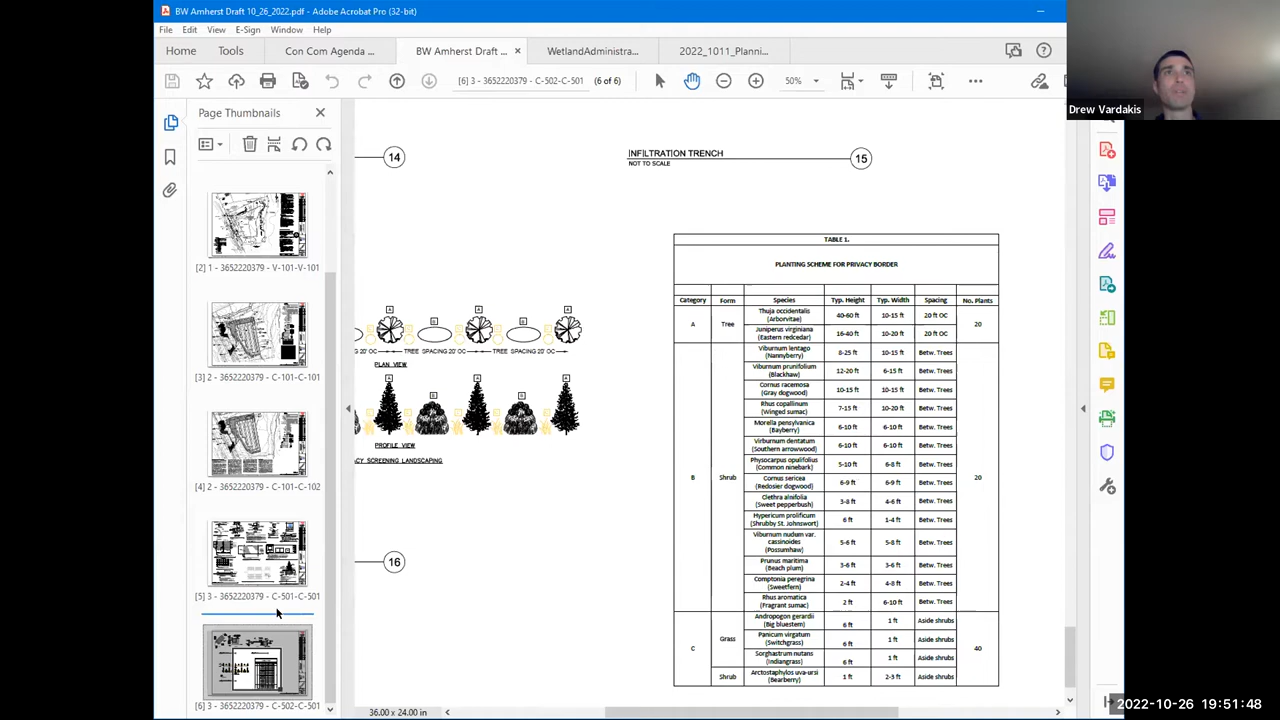 BW Amherst Draft 10_26_2022.pdf - Adobe Acrobat Pro (32-bit)
File Edit View E-Sign Window Help
Home Tools Con Com Agenda ... BW Amherst Draft ... × WetlandAdministra... 2022_1011_Planni...
[6] 3 - 3652220379 - C-502-C-501 (6 of 6) 50%
Drew Vardakis
Page Thumbnails
[2] 1 - 3652220379 - V-101-V-101
[3] 2 - 3652220379 - C-101-C-101
[4] 2 - 3652220379 - C-101-C-102
[5] 3 - 3652220379 - C-501-C-501
[6] 3 - 3652220379 - C-502-C-501
14
INFILTRATION TRENCH
NOT TO SCALE
15
A B A B A
G 20' OC TREE SPACING 20' OC TREE SPACING 20' OC
PLAN VIEW
A B A B A
PROFILE VIEW
ACY SCREENING LANDSCAPING
16
TABLE 1.
PLANTING SCHEME FOR PRIVACY BORDER
Category Form Species Typ. Height Typ. Width Spacing No. Plants
A Tree Thuja occidentalis (Arborvitae) 40-60 ft 10-15 ft 20 ft OC 20
Juniperus virginiana (Eastern redcedar) 16-40 ft 10-20 ft 20 ft OC
B Shrub Viburnum lentago (Nannyberry) 8-25 ft 10-15 ft Betw. Trees 20
Viburnum prunifolium (Blackhaw) 12-20 ft 6-15 ft Betw. Trees
Cornus racemosa (Gray dogwood) 10-15 ft 10-15 ft Betw. Trees
Rhus copallinum (Winged sumac) 7-15 ft 10-20 ft Betw. Trees
Morella pensylvanica (Bayberry) 6-10 ft 6-10 ft Betw. Trees
Virburnum dentatum (Southern arrowwood) 6-10 ft 6-10 ft Betw. Trees
Physocarpus opulifolius (Common ninebark) 5-10 ft 6-8 ft Betw. Trees
Cornus sericea (Redosier dogwood) 6-9 ft 6-9 ft Betw. Trees
Clethra alnifolia (Sweet pepperbush) 3-8 ft 4-6 ft Betw. Trees
Hypericum prolificum (Shrubby St. Johnswort) 6 ft 1-4 ft Betw. Trees
Viburnum nudum var. cassinoides (Possumhaw) 5-6 ft 5-8 ft Betw. Trees
Prunus maritima (Beach plum) 3-6 ft 3-6 ft Betw. Trees
Comptonia peregrina (Sweetfern) 2-4 ft 4-8 ft Betw. Trees
Rhus aromatica (Fragrant sumac) 2 ft 6-10 ft Betw. Trees
C Grass Andropogon gerardii (Big bluestem) 6 ft 1 ft Aside shrubs 40
Panicum virgatum (Switchgrass) 6 ft 1 ft Aside shrubs
Sorghastrum nutans (Indiangrass) 6 ft 1 ft Aside shrubs
Shrub Arctostaphylos uva-ursi (Bearberry) 1 ft 2-3 ft Aside shrubs
36.00 x 24.00 in
2022-10-26 19:51:48